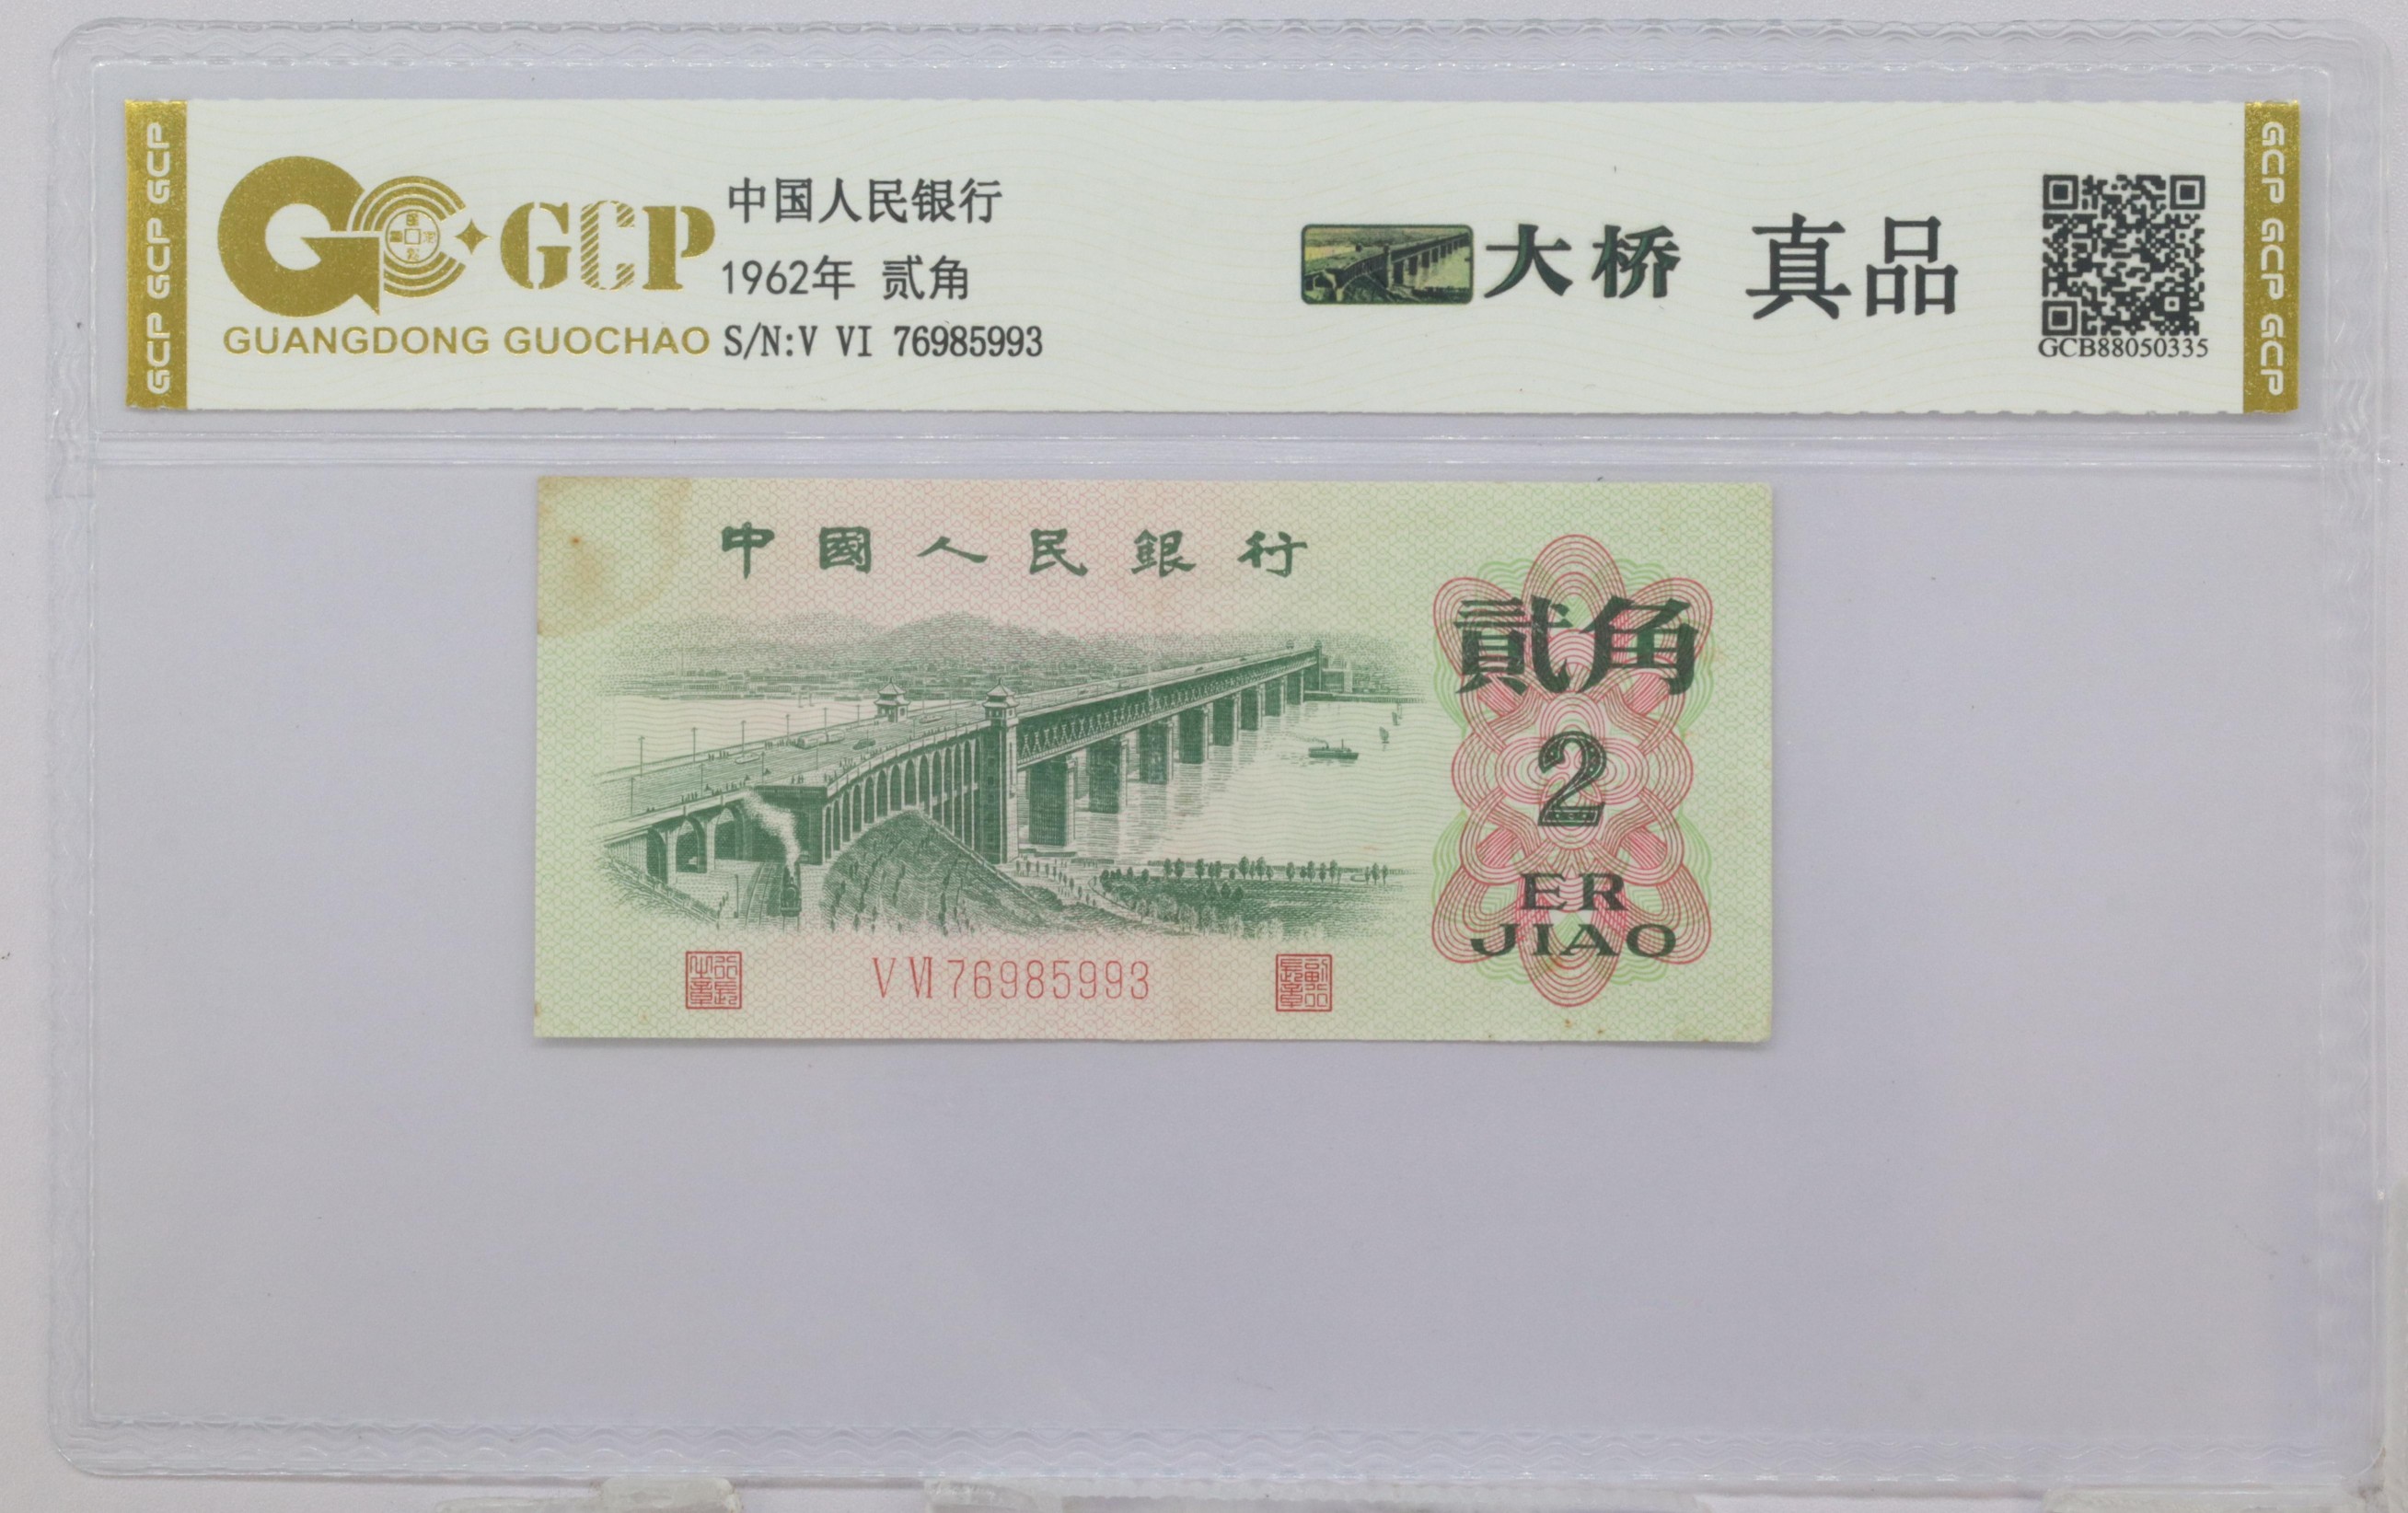 GCP GCP GCP
GCP
GUANGDONG GUOCHAO
中国人民银行
1962年 贰角
S/N:V VI 76985993
大桥
真品
GCB88050335
GCP GCP GCP
中國人民銀行
貳角
2
ER
JIAO
V VI 76985993